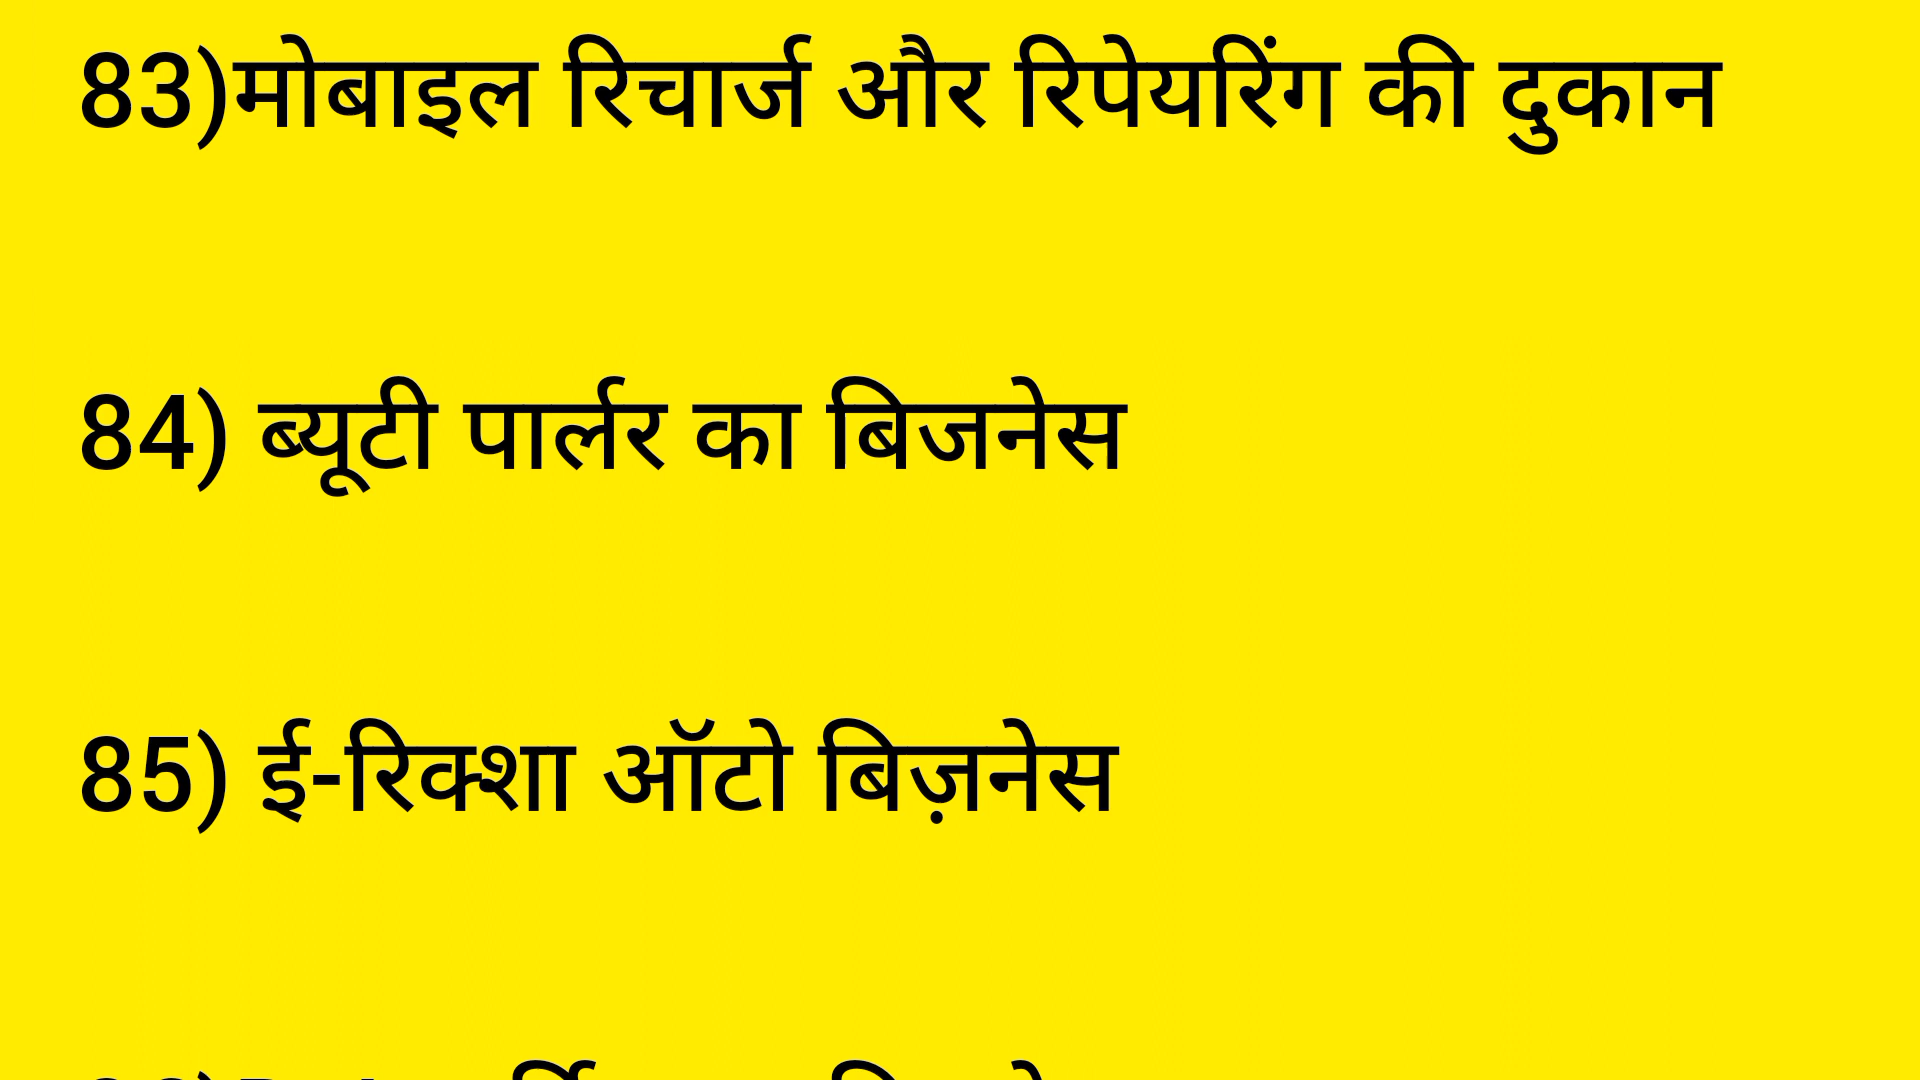 83)मोबाइल रिचार्ज और रिपेयरिंग की दुकान
84) ब्यूटी पार्लर का बिजनेस
85) ई-रिक्शा ऑटो बिज़नेस